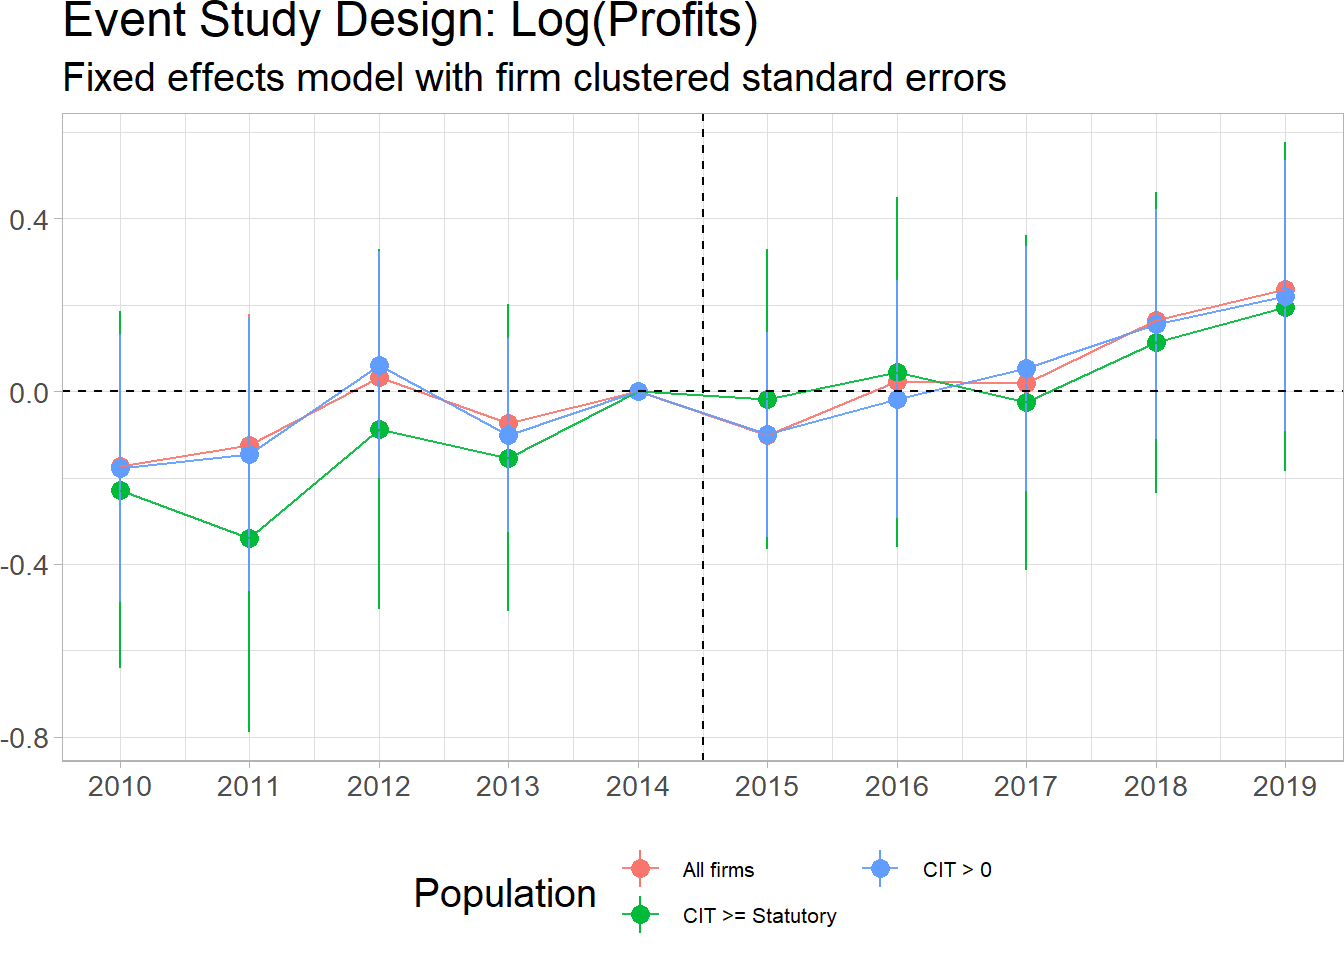 Event Study Design: Log(Profits)
Fixed effects model with firm clustered standard errors
0.4
0.0
-0.4
-0.8
2010 2011 2012 2013 2014 2015 2016 2017 2018 2019
Population
All firms
CIT > 0
CIT >= Statutory